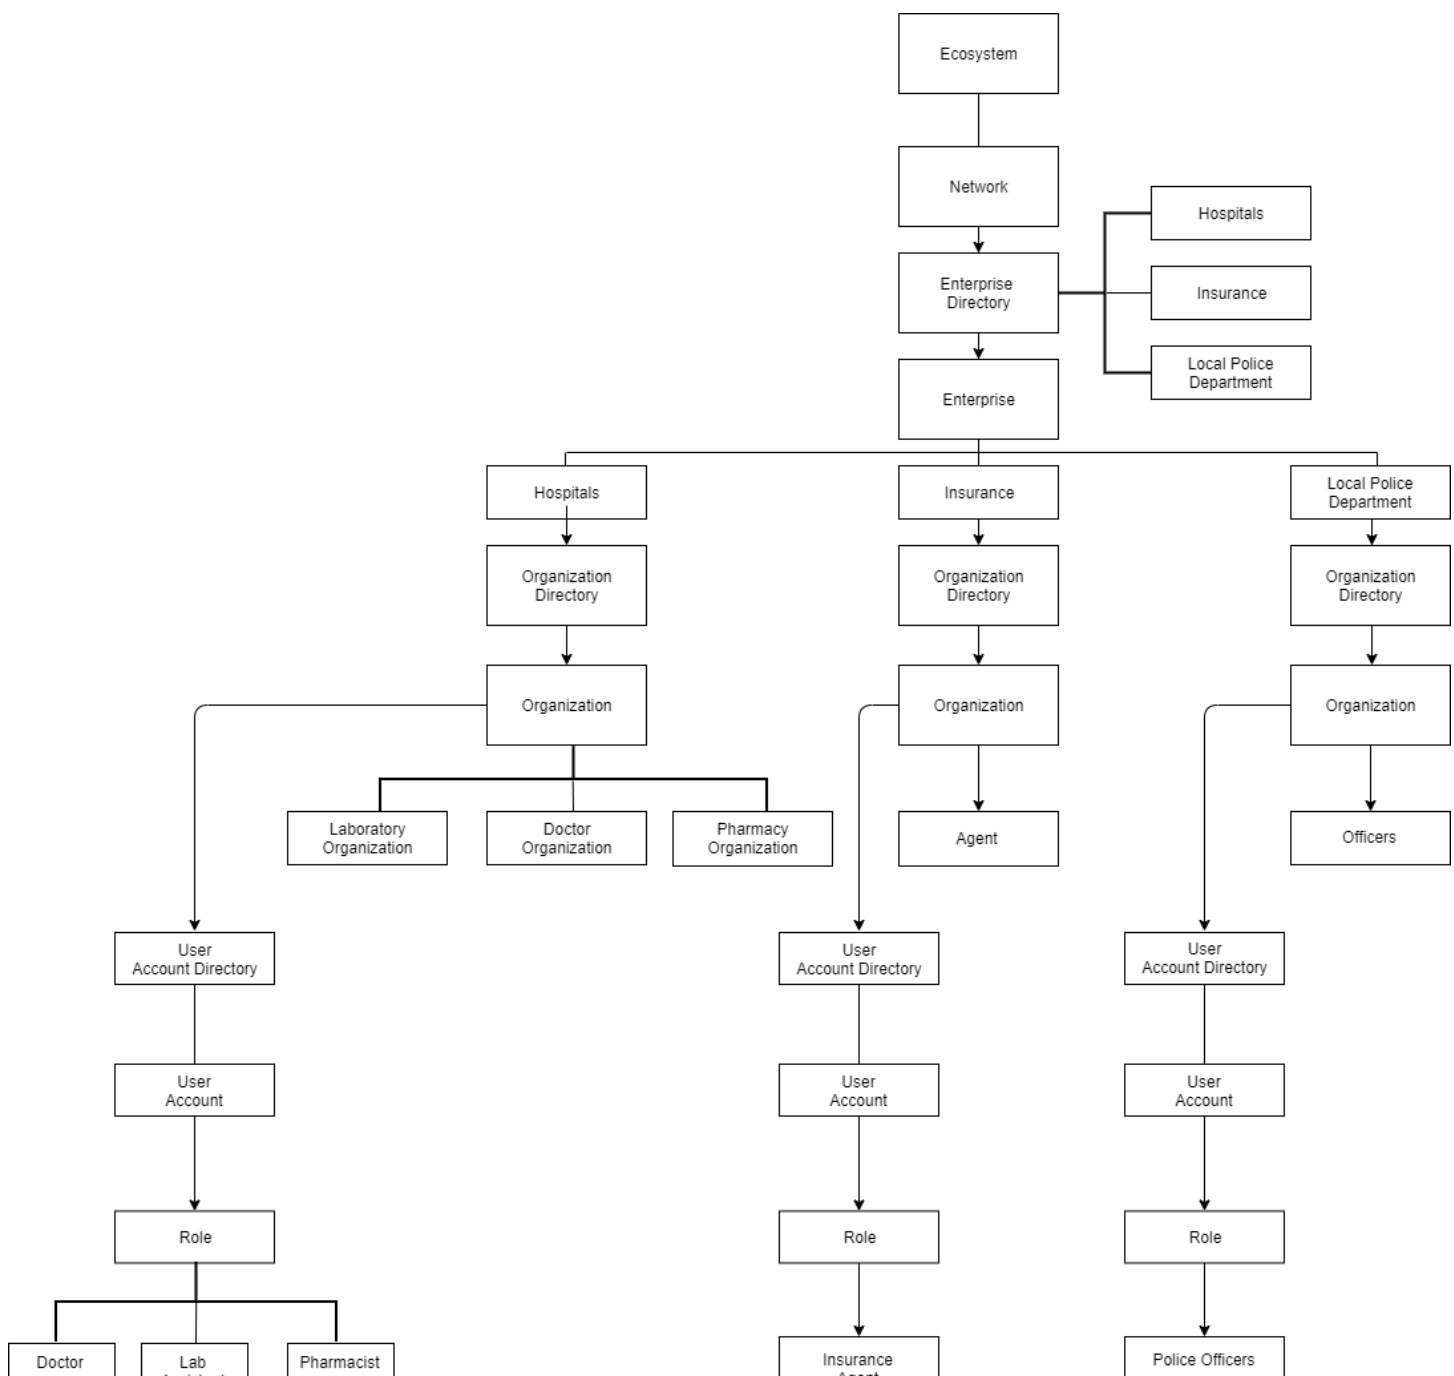 Ecosystem
Network
Hospitals
Enterprise
Directory
Insurance
Local Police
Department
Enterprise
Hospitals
Insurance
Local Police
Department
Organization
Directory
Organization
Directory
Organization
Directory
Organization
Organization
Organization
Laboratory
Organization
Doctor
Organization
Pharmacy
Organization
Agent
Officers
User
Account Directory
User
Account Directory
User
Account Directory
User
Account
User
Account
User
Account
Role
Role
Role
Doctor
Lab
Pharmacist
Insurance
Agent
Police Officers